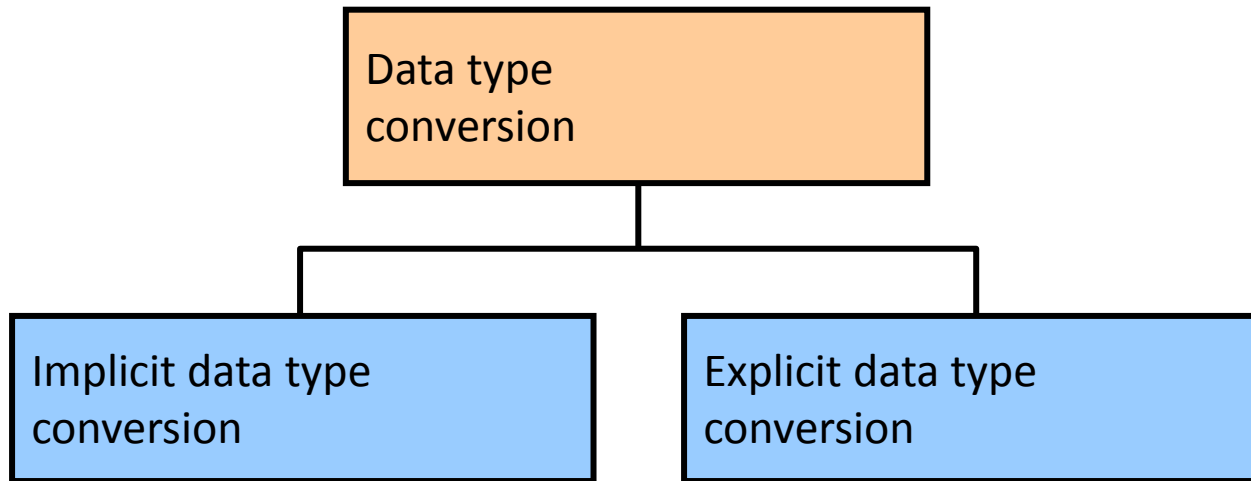 Data type
conversion
Implicit data type
conversion
Explicit data type
conversion